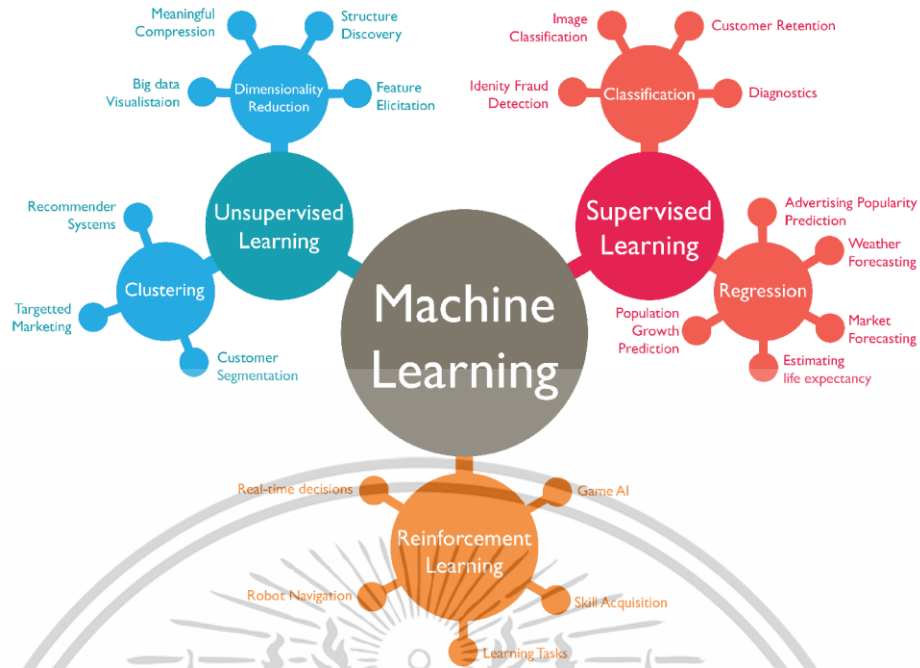 Meaningful
Compression
Structure
Discovery
Big data
Visualistaion
Dimensionality
Reduction
Feature
Elicitation
Unsupervised
Learning
Recommender
Systems
Clustering
Targetted
Marketing
Customer
Segmentation
Image
Classification
Customer Retention
Idenity Fraud
Detection
Classification
Diagnostics
Supervised
Learning
Advertising Popularity
Prediction
Weather
Forecasting
Regression
Population
Growth
Prediction
Market
Forecasting
Estimating
life expectancy
Machine
Learning
Real-time decisions
Game AI
Reinforcement
Learning
Robot Navigation
Skill Acquisition
Learning Tasks